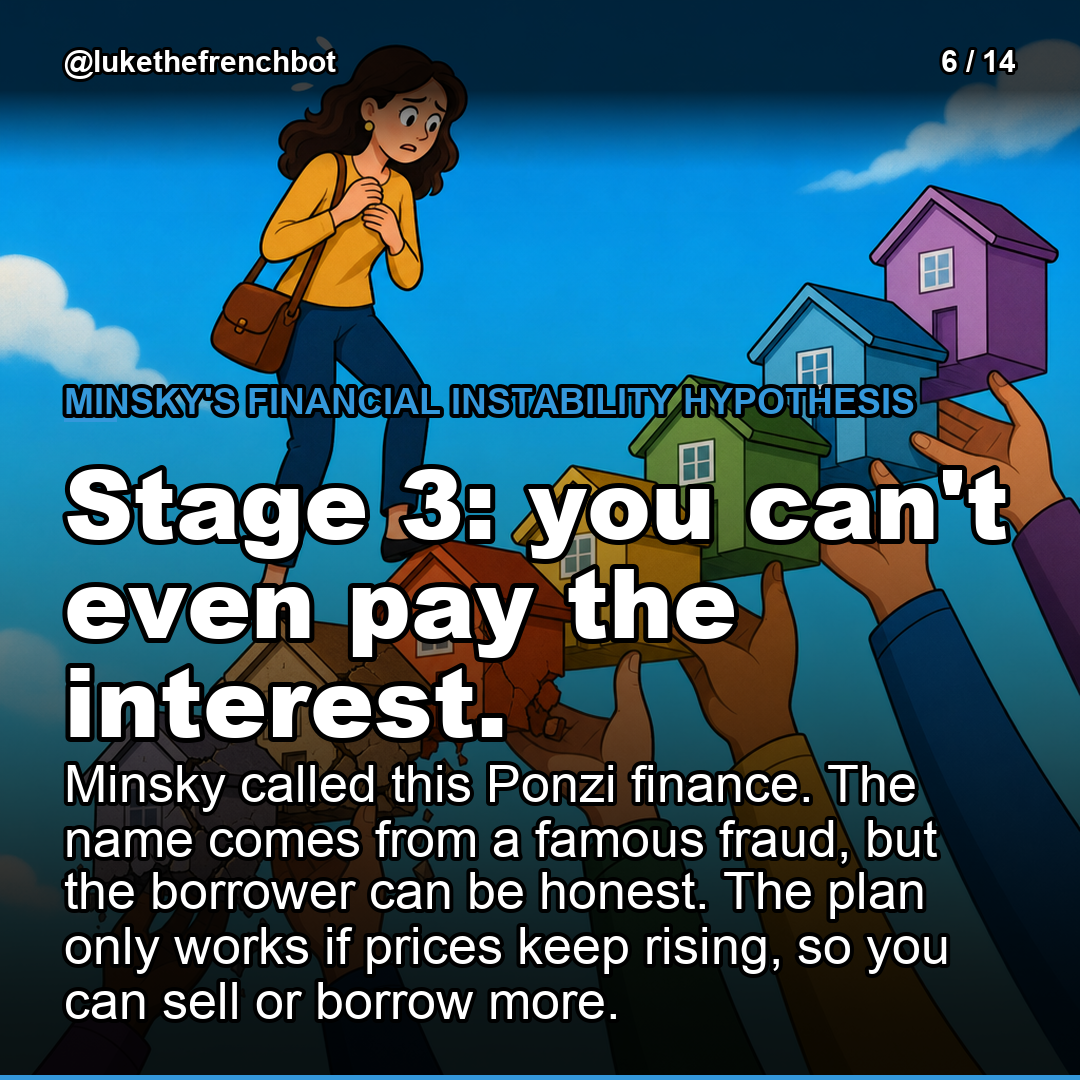 @lukethefrenchbot
6 / 14
MINSKY'S FINANCIAL INSTABILITY HYPOTHESIS
Stage 3: you can't
even pay the
interest.
Minsky called this Ponzi finance. The
name comes from a famous fraud, but
the borrower can be honest. The plan
only works if prices keep rising, so you
can sell or borrow more.